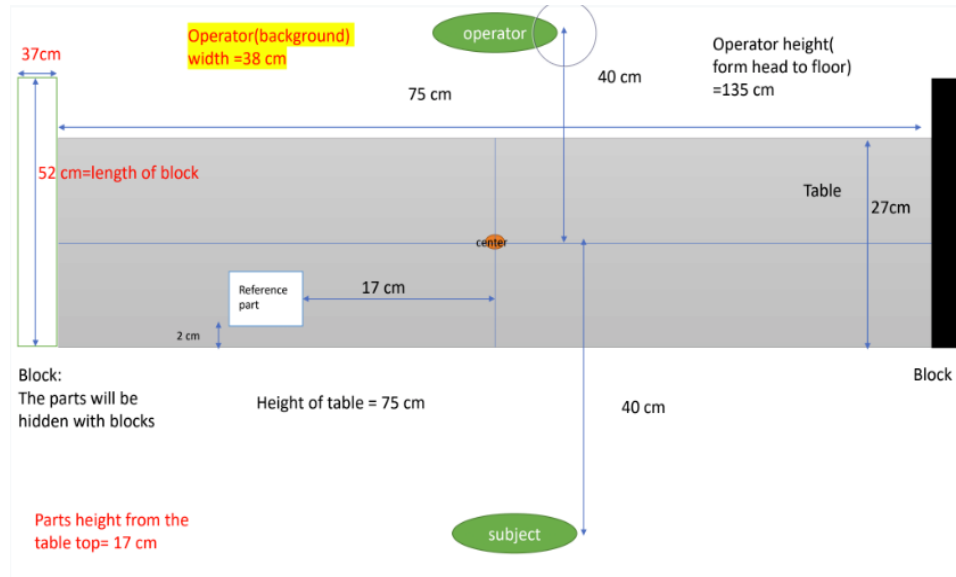 37cm
Operator(background)
width =38 cm
operator
40 cm
Operator height(
form head to floor)
=135 cm
75 cm
52 cm=length of block
Table
27cm
center
Reference
part
17 cm
2 cm
Block:
The parts will be
hidden with blocks
Height of table = 75 cm
40 cm
Block
Parts height from the
table top= 17 cm
subject